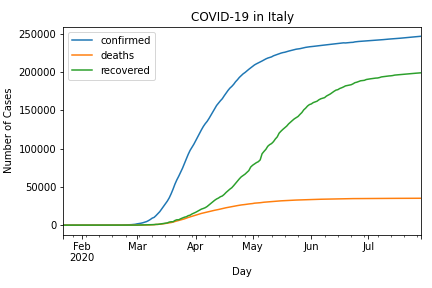 COVID-19 in Italy
250000
200000
150000
100000
50000
0
Number of Cases
confirmed
deaths
recovered
Feb Mar Apr May Jun Jul
2020
Day